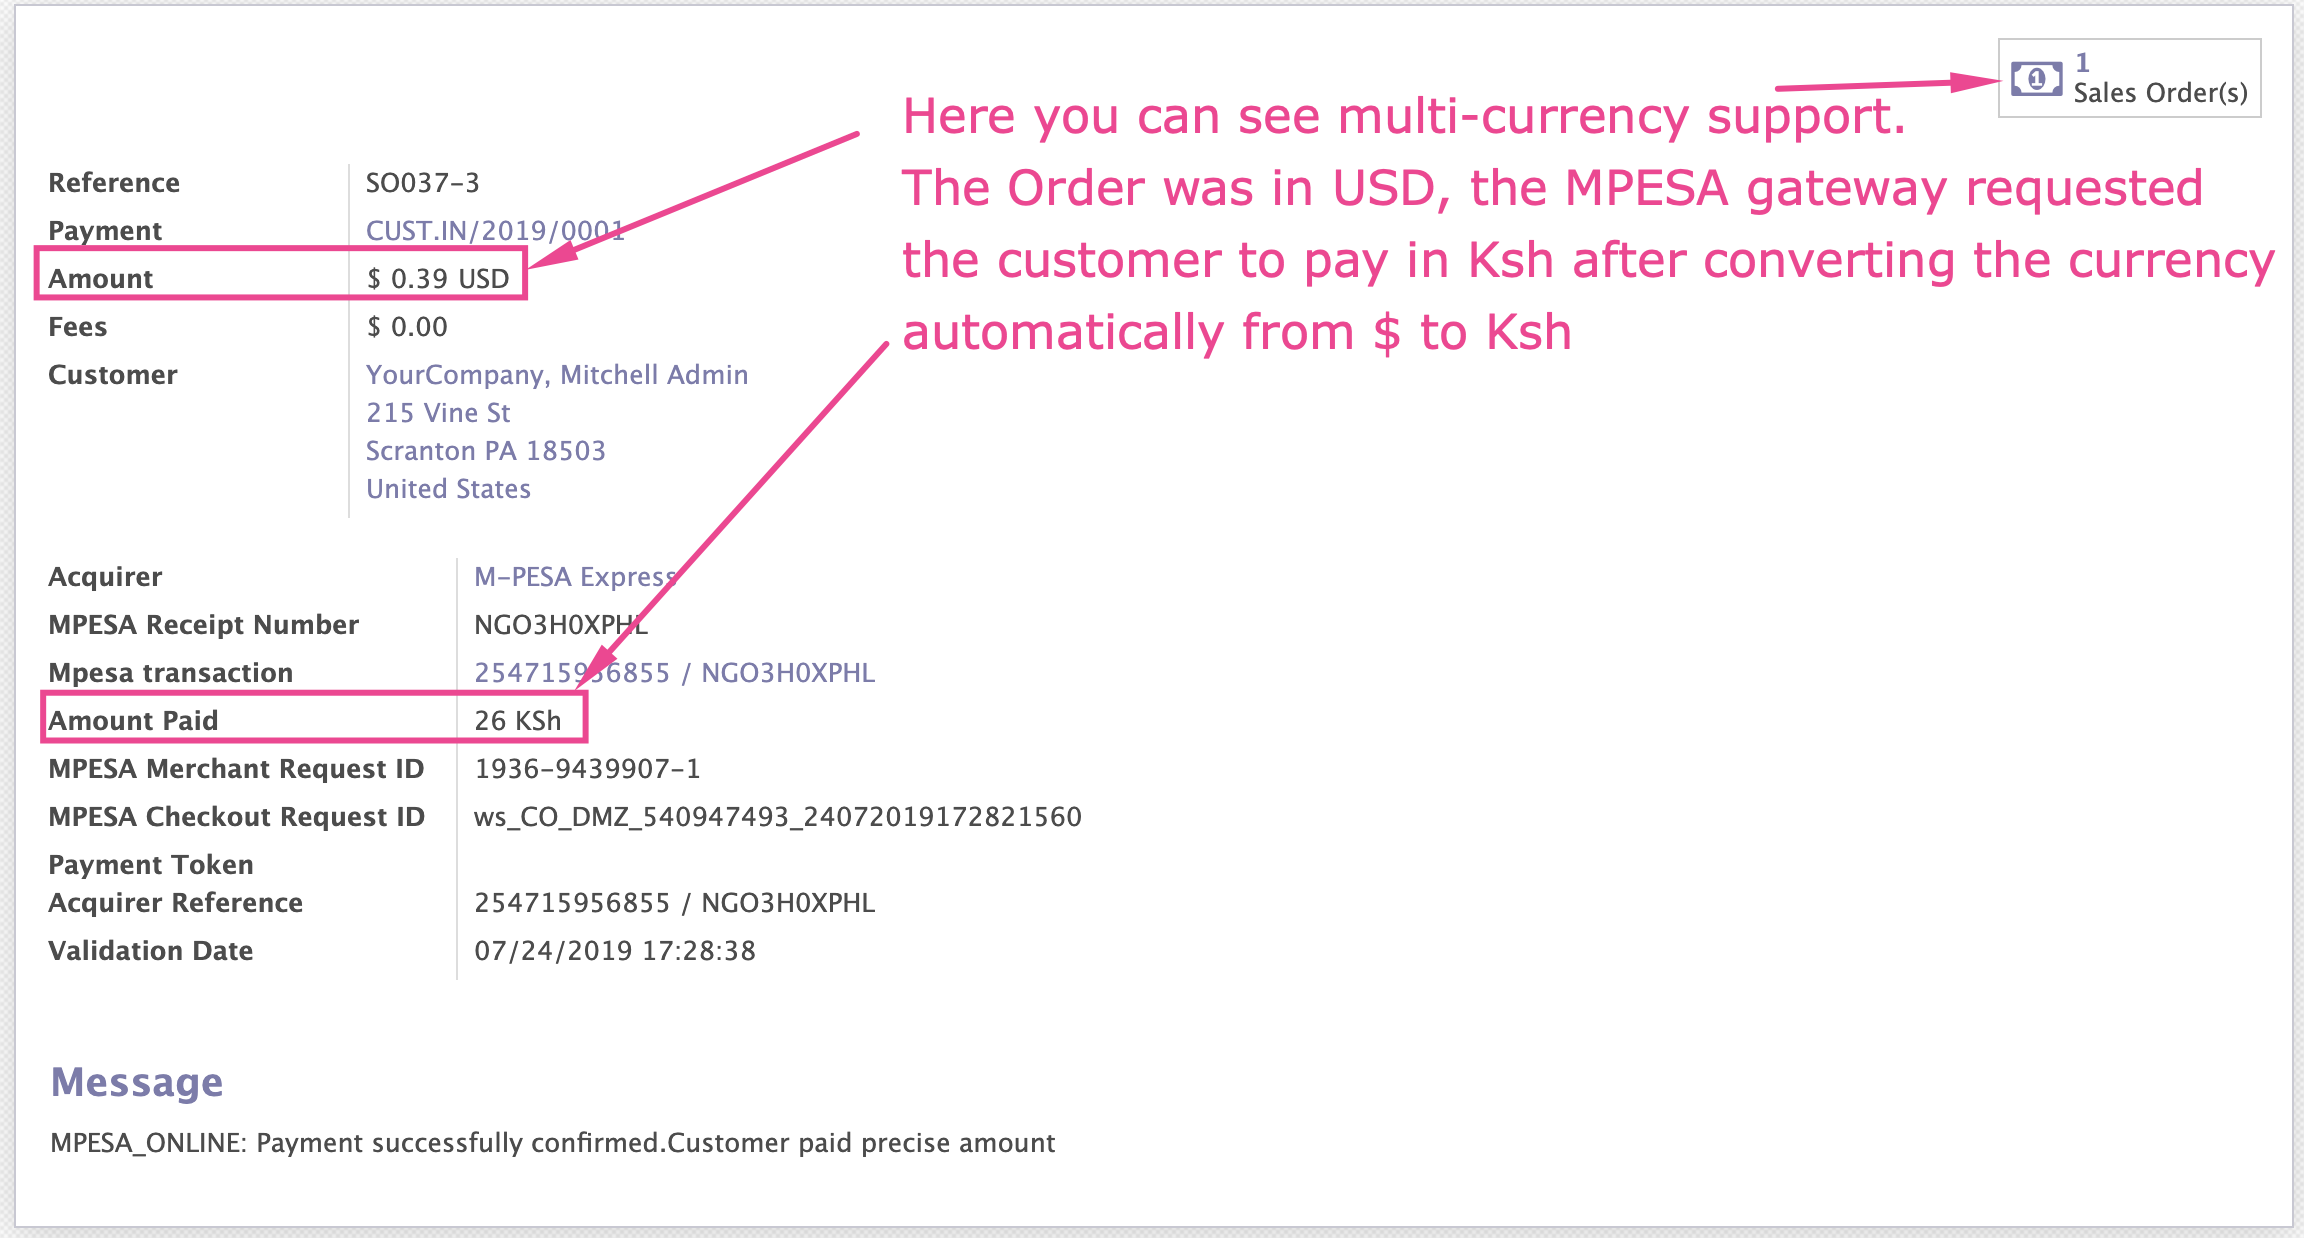 1
Sales Order(s)
Here you can see multi-currency support.
The Order was in USD, the MPESA gateway requested
the customer to pay in Ksh after converting the currency
automatically from $ to Ksh
Reference SO037-3
Payment CUST.IN/2019/0001
Amount $ 0.39 USD
Fees $ 0.00
Customer YourCompany, Mitchell Admin
215 Vine St
Scranton PA 18503
United States
Acquirer M-PESA Express
MPESA Receipt Number NGO3H0XPHL
Mpesa transaction 254715956855 / NGO3H0XPHL
Amount Paid 26 KSh
MPESA Merchant Request ID 1936-9439907-1
MPESA Checkout Request ID ws_CO_DMZ_540947493_24072019172821560
Payment Token
Acquirer Reference 254715956855 / NGO3H0XPHL
Validation Date 07/24/2019 17:28:38
Message
MPESA_ONLINE: Payment successfully confirmed.Customer paid precise amount